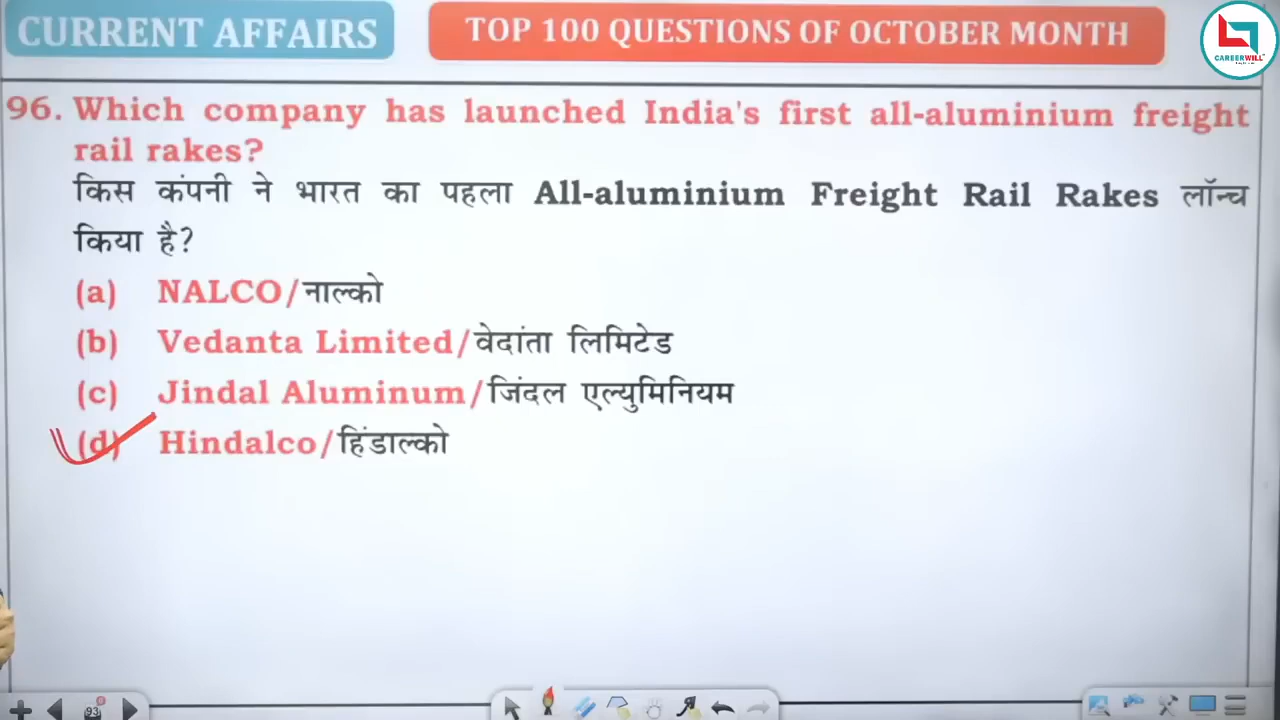 CURRENT AFFAIRS
TOP 100 QUESTIONS OF OCTOBER MONTH
CAREERWILL
96. Which company has launched India's first all-aluminium freight
rail rakes?
किस कंपनी ने भारत का पहला All-aluminium Freight Rail Rakes लॉन्च
किया है?
(a) NALCO/नाल्को
(b) Vedanta Limited/वेदांता लिमिटेड
(c) Jindal Aluminum/जिंदल एल्युमिनियम
(d) Hindalco/हिंडाल्को
93